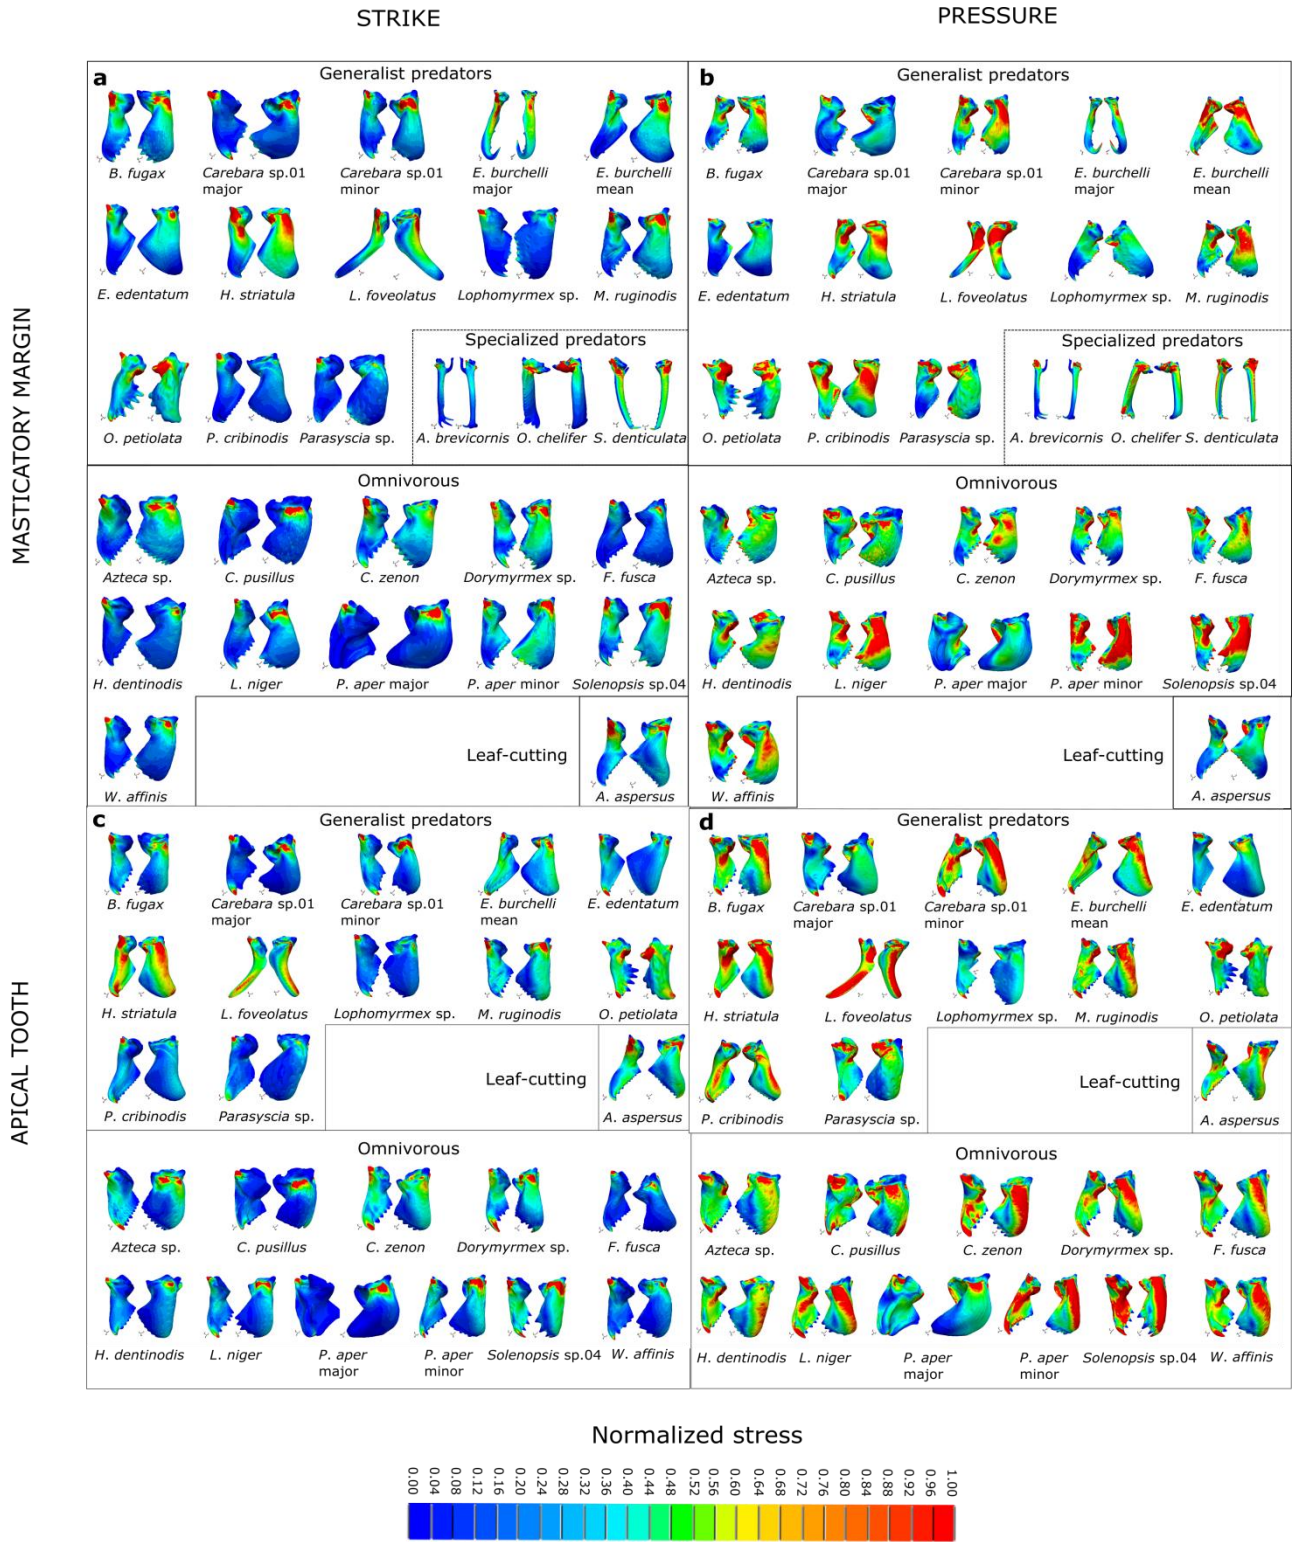 STRIKE
PRESSURE
MASTICATORY MARGIN
a
Generalist predators
B. fugax
Carebara sp.01
major
Carebara sp.01
minor
E. burchelli
major
E. burchelli
mean
E. edentatum
H. striatula
L. foveolatus
Lophomyrmex sp.
M. ruginodis
Specialized predators
O. petiolata
P. cribinodis
Parasyscia sp.
A. brevicornis
O. chelifer
S. denticulata
Omnivorous
Azteca sp.
C. pusillus
C. zenon
Dorymyrmex sp.
F. fusca
H. dentinodis
L. niger
P. aper major
P. aper minor
Solenopsis sp.04
Leaf-cutting
W. affinis
A. aspersus
b
Generalist predators
B. fugax
Carebara sp.01
major
Carebara sp.01
minor
E. burchelli
major
E. burchelli
mean
E. edentatum
H. striatula
L. foveolatus
Lophomyrmex sp.
M. ruginodis
Specialized predators
O. petiolata
P. cribinodis
Parasyscia sp.
A. brevicornis
O. chelifer
S. denticulata
Omnivorous
Azteca sp.
C. pusillus
C. zenon
Dorymyrmex sp.
F. fusca
H. dentinodis
L. niger
P. aper major
P. aper minor
Solenopsis sp.04
Leaf-cutting
W. affinis
A. aspersus
APICAL TOOTH
c
Generalist predators
B. fugax
Carebara sp.01
major
Carebara sp.01
minor
E. burchelli
mean
E. edentatum
H. striatula
L. foveolatus
Lophomyrmex sp.
M. ruginodis
O. petiolata
Leaf-cutting
P. cribinodis
Parasyscia sp.
A. aspersus
Omnivorous
Azteca sp.
C. pusillus
C. zenon
Dorymyrmex sp.
F. fusca
H. dentinodis
L. niger
P. aper
major
P. aper
minor
Solenopsis sp.04
W. affinis
d
Generalist predators
B. fugax
Carebara sp.01
major
Carebara sp.01
minor
E. burchelli
mean
E. edentatum
H. striatula
L. foveolatus
Lophomyrmex sp.
M. ruginodis
O. petiolata
Leaf-cutting
P. cribinodis
Parasyscia sp.
A. aspersus
Omnivorous
Azteca sp.
C. pusillus
C. zenon
Dorymyrmex sp.
F. fusca
H. dentinodis
L. niger
P. aper
major
P. aper
minor
Solenopsis sp.04
W. affinis
Normalized stress
0.00
0.04
0.08
0.12
0.16
0.20
0.24
0.28
0.32
0.36
0.40
0.44
0.48
0.52
0.56
0.60
0.64
0.68
0.72
0.76
0.80
0.84
0.88
0.92
0.96
1.00